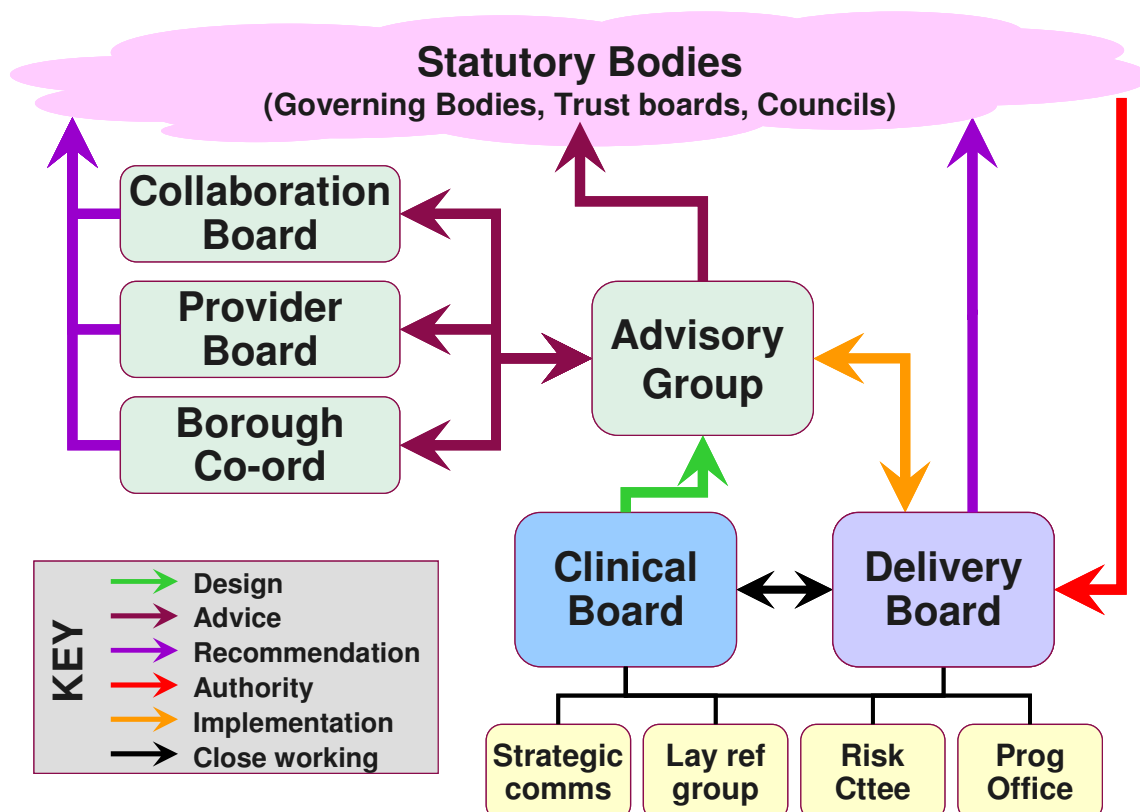 Statutory Bodies
(Governing Bodies, Trust boards, Councils)
Collaboration
Board
Provider
Board
Borough
Co-ord
Advisory
Group
Clinical
Board
Delivery
Board
KEY
Design
Advice
Recommendation
Authority
Implementation
Close working
Strategic
comms
Lay ref
group
Risk
Cttee
Prog
Office